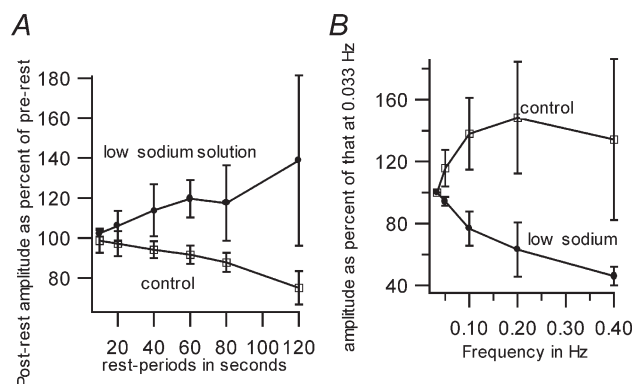 A
Post-rest amplitude as percent of pre-rest
180
160
140
120
100
80
low sodium solution
control
20 40 60 80 100 120
rest-periods in seconds
B
amplitude as percent of that at 0.033 Hz
160
120
80
40
control
low sodium
0.10 0.20 0.30 0.40
Frequency in Hz